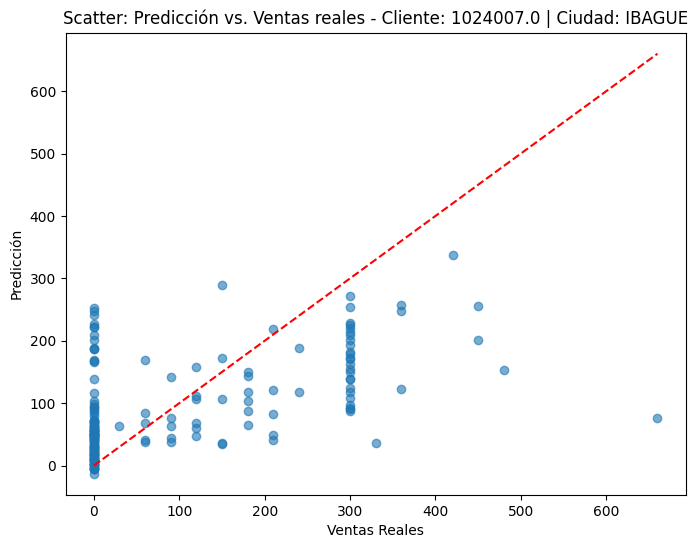 Scatter: Predicción vs. Ventas reales - Cliente: 1024007.0 | Ciudad: IBAGUE
600
500
400
300
200
100
0
Predicción
0 100 200 300 400 500 600
Ventas Reales